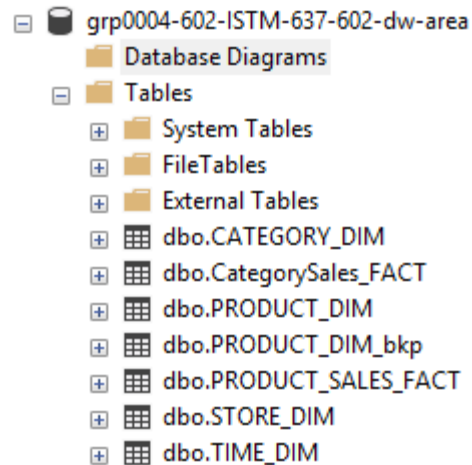 grp0004-602-ISTM-637-602-dw-area
Database Diagrams
Tables
System Tables
FileTables
External Tables
dbo.CATEGORY_DIM
dbo.CategorySales_FACT
dbo.PRODUCT_DIM
dbo.PRODUCT_DIM_bkp
dbo.PRODUCT_SALES_FACT
dbo.STORE_DIM
dbo.TIME_DIM